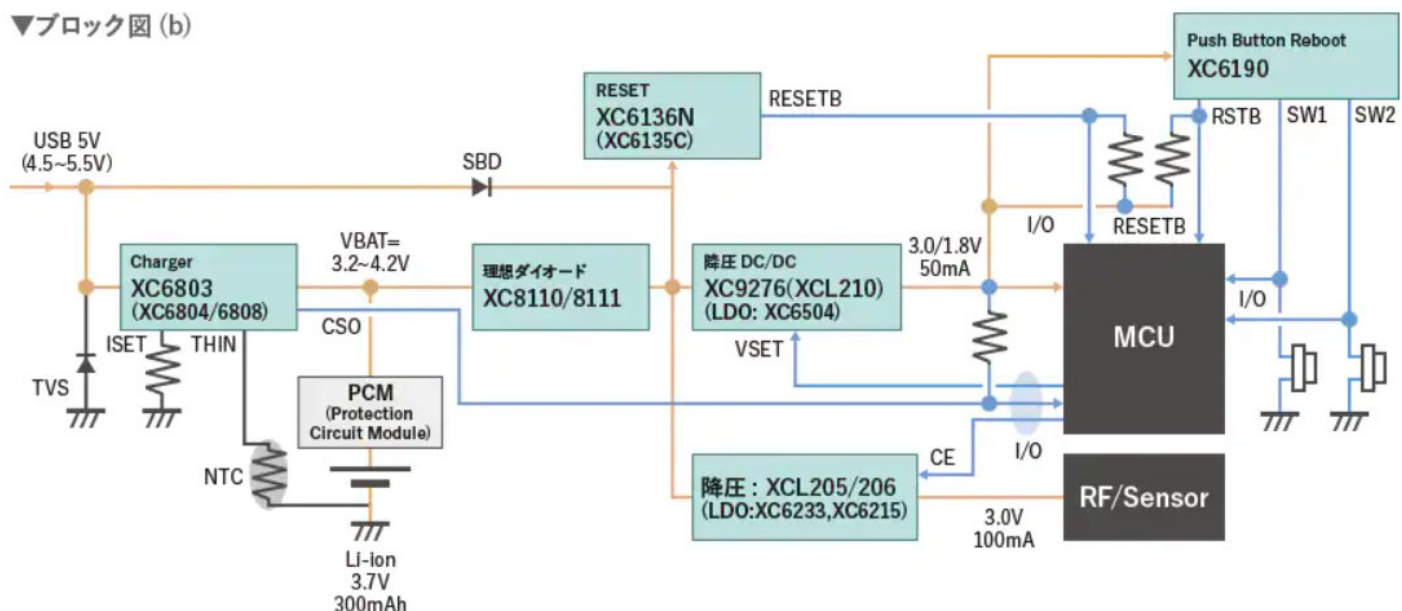 ▼ブロック図 (b)
USB 5V
(4.5~5.5V)
SBD
RESET
XC6136N
(XC6135C)
RESETB
Push Button Reboot
XC6190
RSTB
SW1
SW2
Charger
XC6803
(XC6804/6808)
VBAT=
3.2~4.2V
理想ダイオード
XC8110/8111
降圧 DC/DC
XC9276(XCL210)
(LDO: XC6504)
3.0/1.8V
50mA
I/O
RESETB
MCU
I/O
ISET
THIN
CSO
VSET
TVS
PCM
(Protection
Circuit Module)
NTC
Li-ion
3.7V
300mAh
CE
I/O
降圧 : XCL205/206
(LDO:XC6233,XC6215)
3.0V
100mA
RF/Sensor